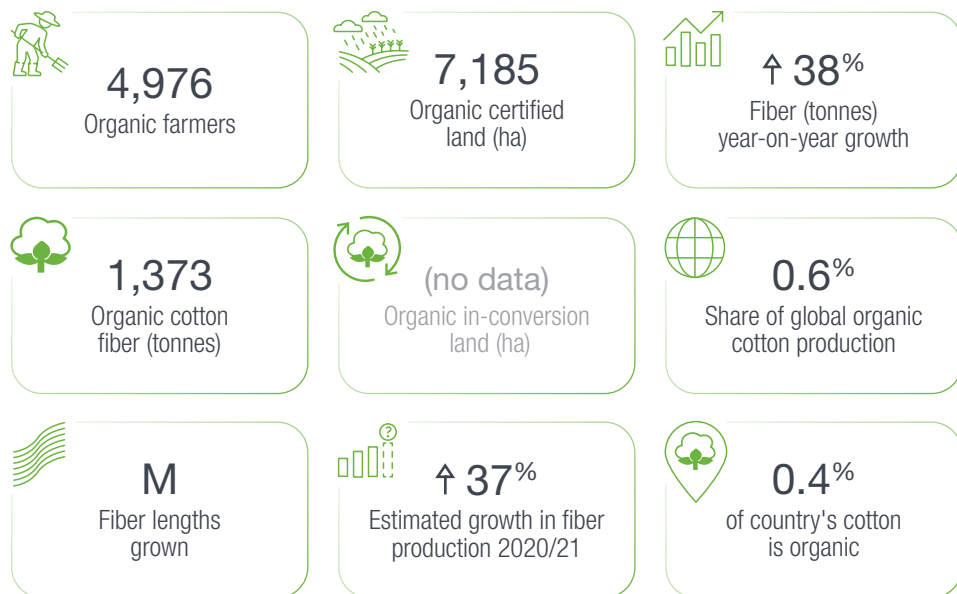 4,976
Organic farmers
7,185
Organic certified
land (ha)
38%
Fiber (tonnes)
year-on-year growth
1,373
Organic cotton
fiber (tonnes)
(no data)
Organic in-conversion
land (ha)
0.6%
Share of global organic
cotton production
M
Fiber lengths
grown
?
37%
Estimated growth in fiber
production 2020/21
0.4%
of country's cotton
is organic